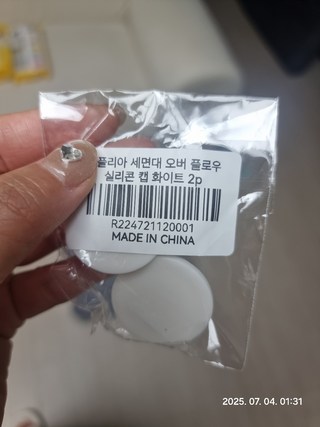 플리아 세면대 오버 플로우
실리콘 캡 화이트 2p
R224721120001
MADE IN CHINA
2025. 07. 04. 01:31